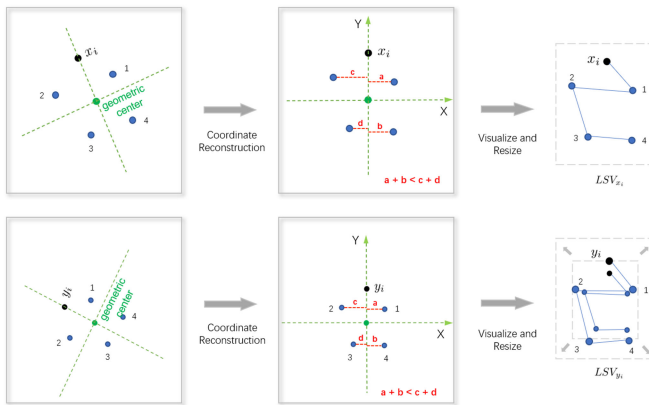 x_i
1
2
geometric
center
4
3
Coordinate
Reconstruction
Y
x_i
c
a
X
d
b
a + b < c + d
Visualize and
Resize
x_i
2
1
3
4
LSV_{x_i}
y_i
1
geometric
center
4
2
3
Coordinate
Reconstruction
Y
y_i
2
c
a
1
X
d
b
3
4
a + b < c + d
Visualize and
Resize
y_i
2
1
3
4
LSV_{y_i}